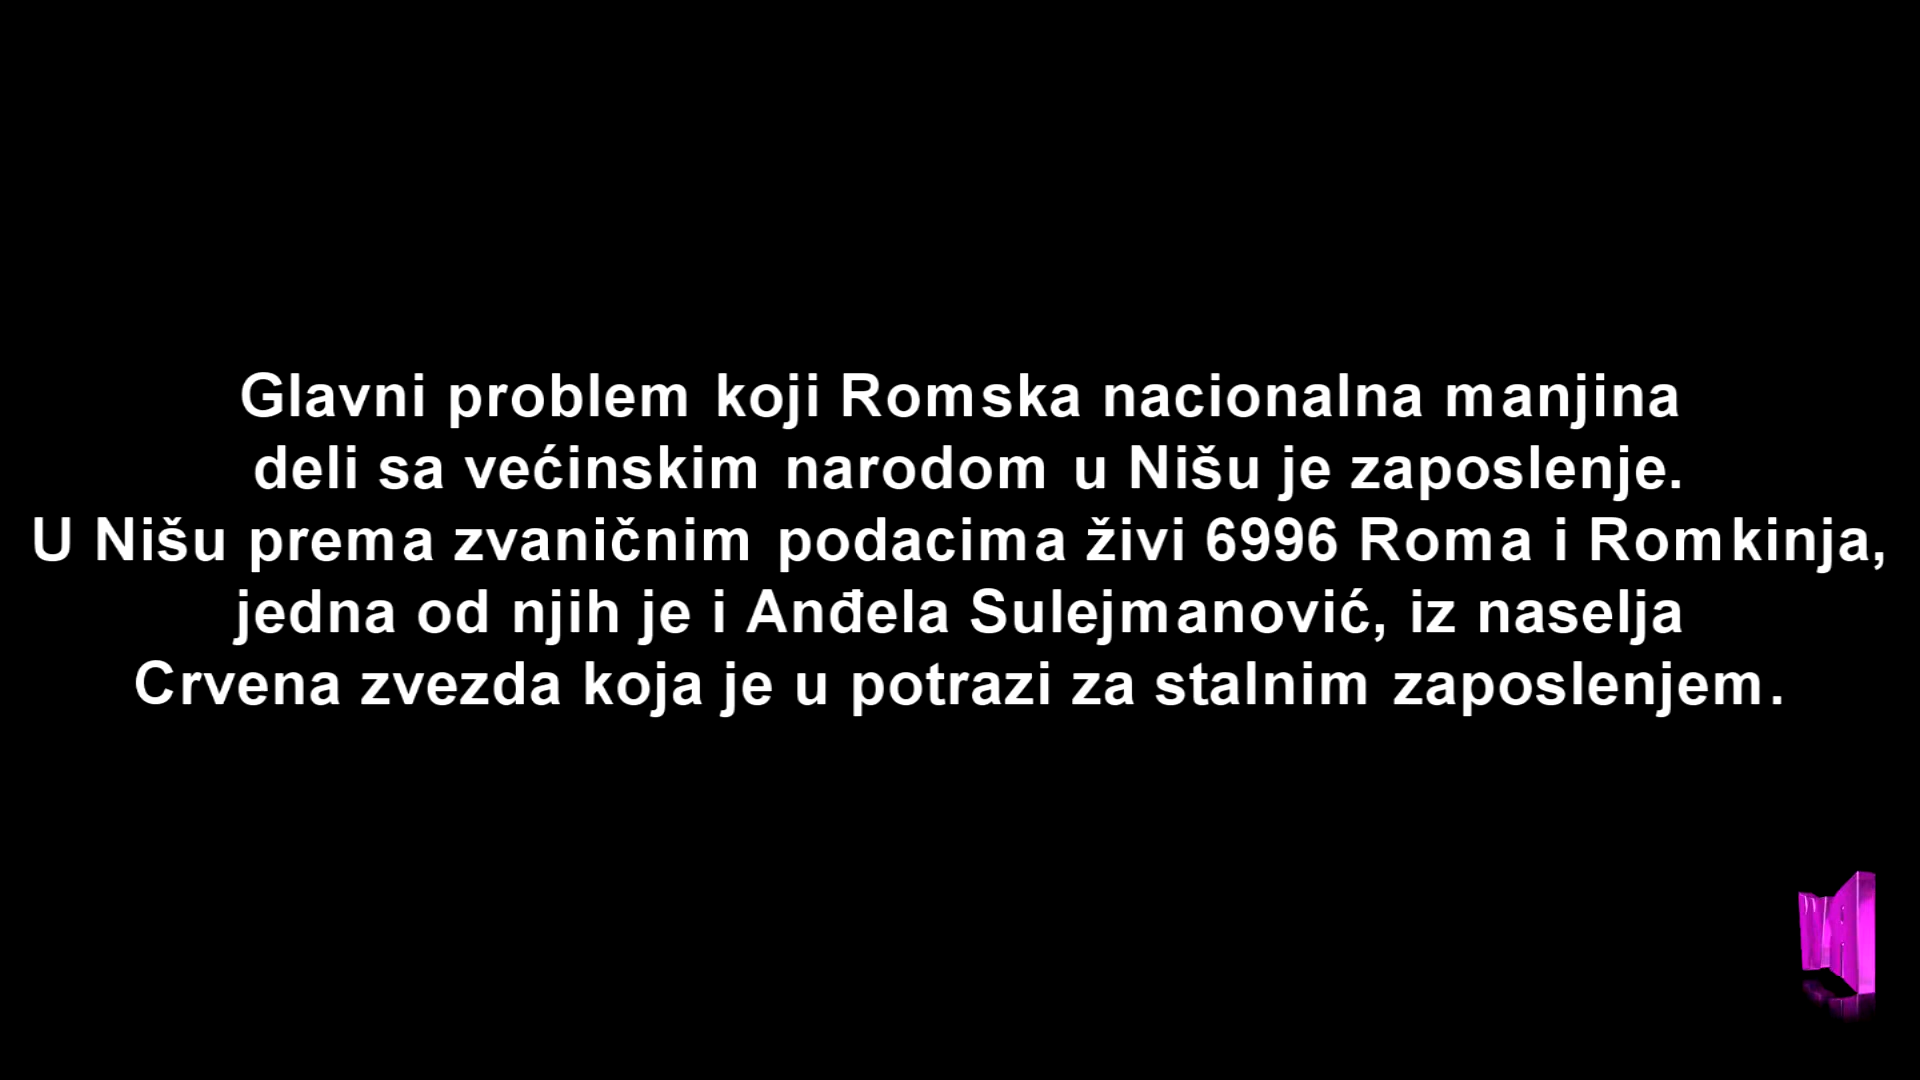 Glavni problem koji Romska nacionalna manjina
deli sa većinskim narodom u Nišu je zaposlenje.
U Nišu prema zvaničnim podacima živi 6996 Roma i Romkinja,
jedna od njih je i Anđela Sulejmanović, iz naselja
Crvena zvezda koja je u potrazi za stalnim zaposlenjem.